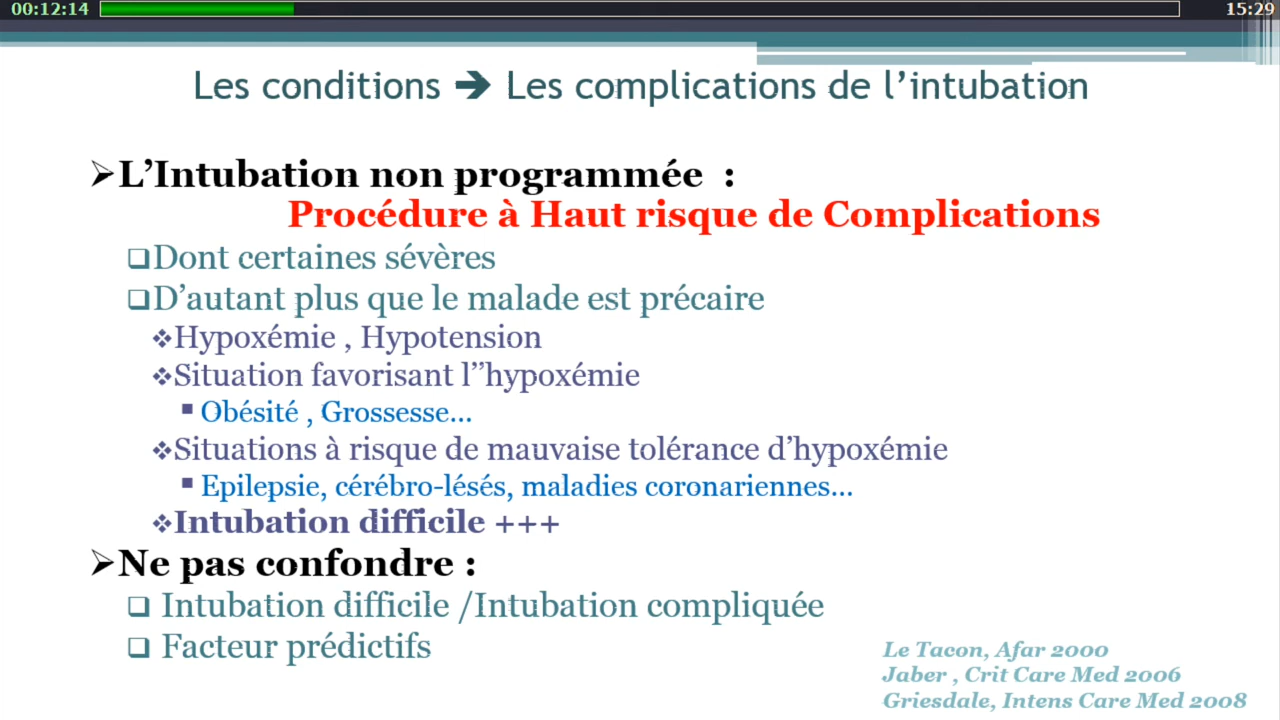 00:12:14 15:29
Les conditions → Les complications de l’intubation
L’Intubation non programmée :
Procédure à Haut risque de Complications
Dont certaines sévères
D’autant plus que le malade est précaire
Hypoxémie , Hypotension
Situation favorisant l’’hypoxémie
Obésité , Grossesse...
Situations à risque de mauvaise tolérance d’hypoxémie
Epilepsie, cérébro-lésés, maladies coronariennes...
Intubation difficile +++
Ne pas confondre :
Intubation difficile /Intubation compliquée
Facteur prédictifs
Le Tacon, Afar 2000
Jaber , Crit Care Med 2006
Griesdale, Intens Care Med 2008